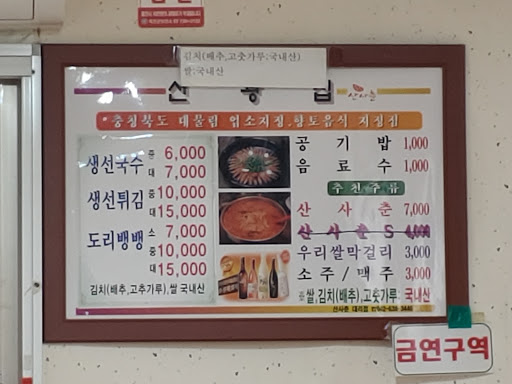 김치(배추,고춧가루:국내산)
쌀:국내산
산사춘
*충청북도 대물림 업소지정.향토음식 지정점
생선국수 중 6,000
대 7,000
생선튀김 중 10,000
대 15,000
도리뱅뱅 소 7,000
중 10,000
대 15,000
김치(배추,고추가루),쌀 국내산
공기밥 1,000
음료수 1,000
추천주류
산사춘 7,000
산사춘S 4,000
우리쌀막걸리 3,000
소주/맥주 3,000
※쌀,김치(배추),고춧가루: 국내산
산사춘 대리점
금연구역